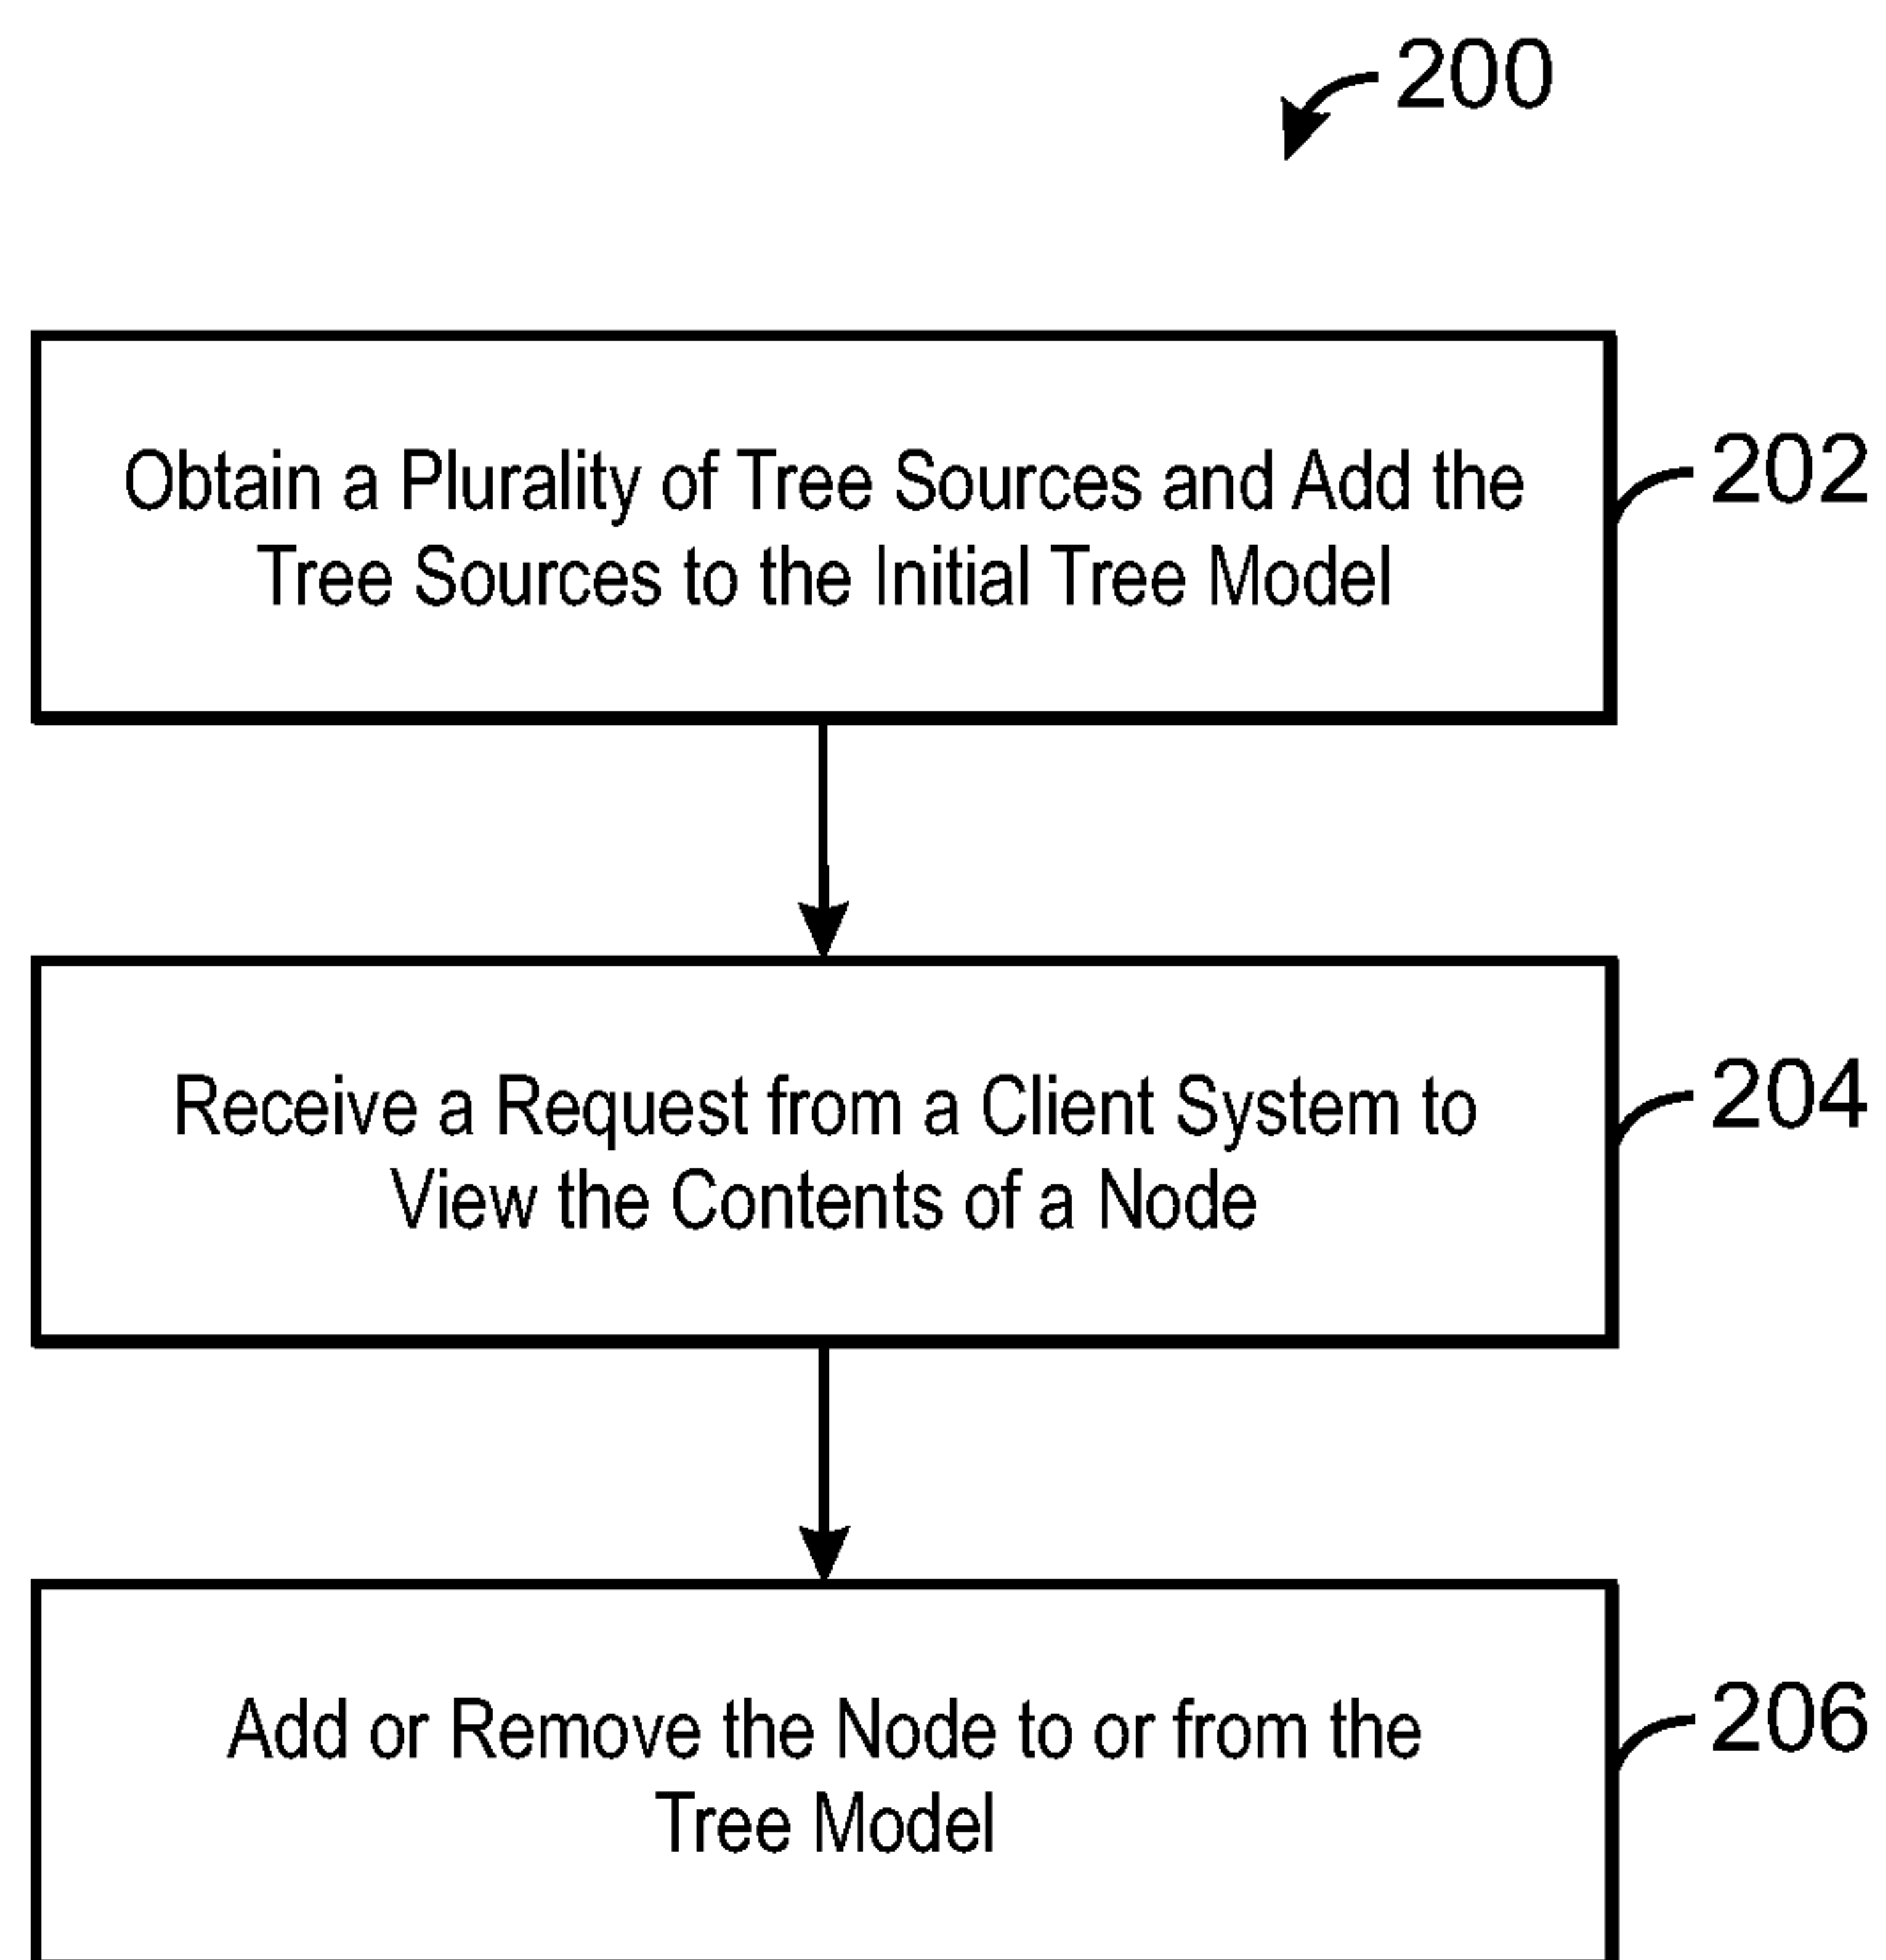 200
Obtain a Plurality of Tree Sources and Add the
Tree Sources to the Initial Tree Model
202
Receive a Request from a Client System to
View the Contents of a Node
204
Add or Remove the Node to or from the
Tree Model
206